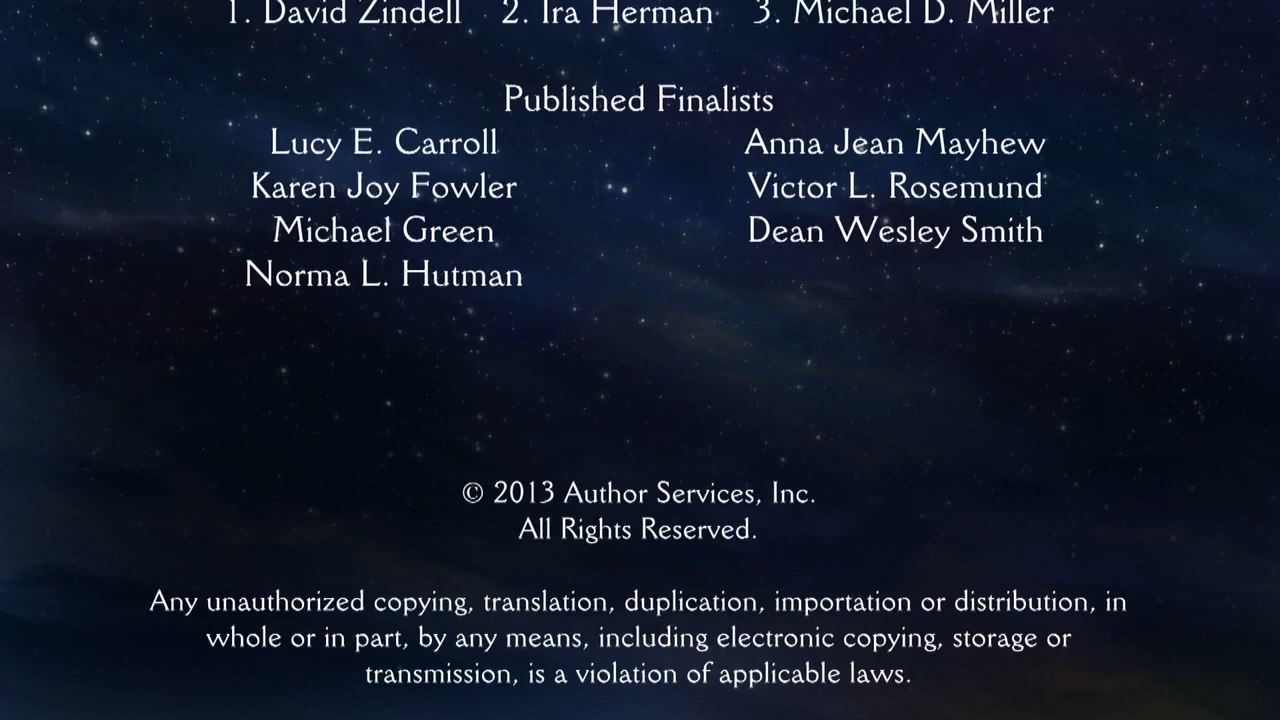 1. David Zindell 2. Ira Herman 3. Michael D. Miller
Published Finalists
Lucy E. Carroll
Karen Joy Fowler
Michael Green
Norma L. Hutman
Anna Jean Mayhew
Victor L. Rosemund
Dean Wesley Smith
© 2013 Author Services, Inc.
All Rights Reserved.
Any unauthorized copying, translation, duplication, importation or distribution, in
whole or in part, by any means, including electronic copying, storage or
transmission, is a violation of applicable laws.